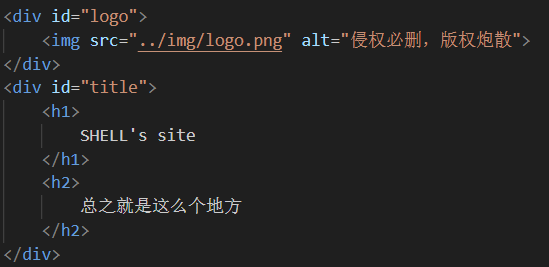 <div id="logo">
<img src="../img/logo.png" alt="侵权必删，版权炮散">
</div>
<div id="title">
<h1>
SHELL's site
</h1>
<h2>
总之就是这么个地方
</h2>
</div>